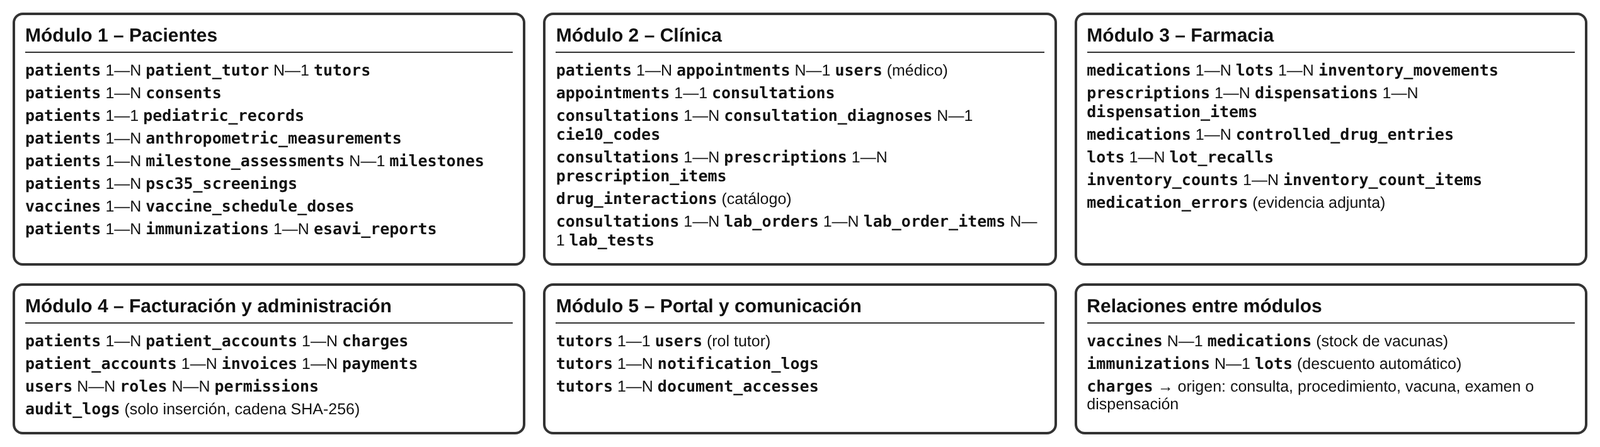 Módulo 1 – Pacientes
patients 1—N patient_tutor N—1 tutors
patients 1—N consents
patients 1—1 pediatric_records
patients 1—N anthropometric_measurements
patients 1—N milestone_assessments N—1 milestones
patients 1—N psc35_screenings
vaccines 1—N vaccine_schedule_doses
patients 1—N immunizations 1—N esavi_reports
Módulo 2 – Clínica
patients 1—N appointments N—1 users (médico)
appointments 1—1 consultations
consultations 1—N consultation_diagnoses N—1
cie10_codes
consultations 1—N prescriptions 1—N
prescription_items
drug_interactions (catálogo)
consultations 1—N lab_orders 1—N lab_order_items N—
1 lab_tests
Módulo 3 – Farmacia
medications 1—N lots 1—N inventory_movements
prescriptions 1—N dispensations 1—N
dispensation_items
medications 1—N controlled_drug_entries
lots 1—N lot_recalls
inventory_counts 1—N inventory_count_items
medication_errors (evidencia adjunta)
Módulo 4 – Facturación y administración
patients 1—N patient_accounts 1—N charges
patient_accounts 1—N invoices 1—N payments
users N—N roles N—N permissions
audit_logs (solo inserción, cadena SHA-256)
Módulo 5 – Portal y comunicación
tutors 1—1 users (rol tutor)
tutors 1—N notification_logs
tutors 1—N document_accesses
Relaciones entre módulos
vaccines N—1 medications (stock de vacunas)
immunizations N—1 lots (descuento automático)
charges → origen: consulta, procedimiento, vacuna, examen o
dispensación